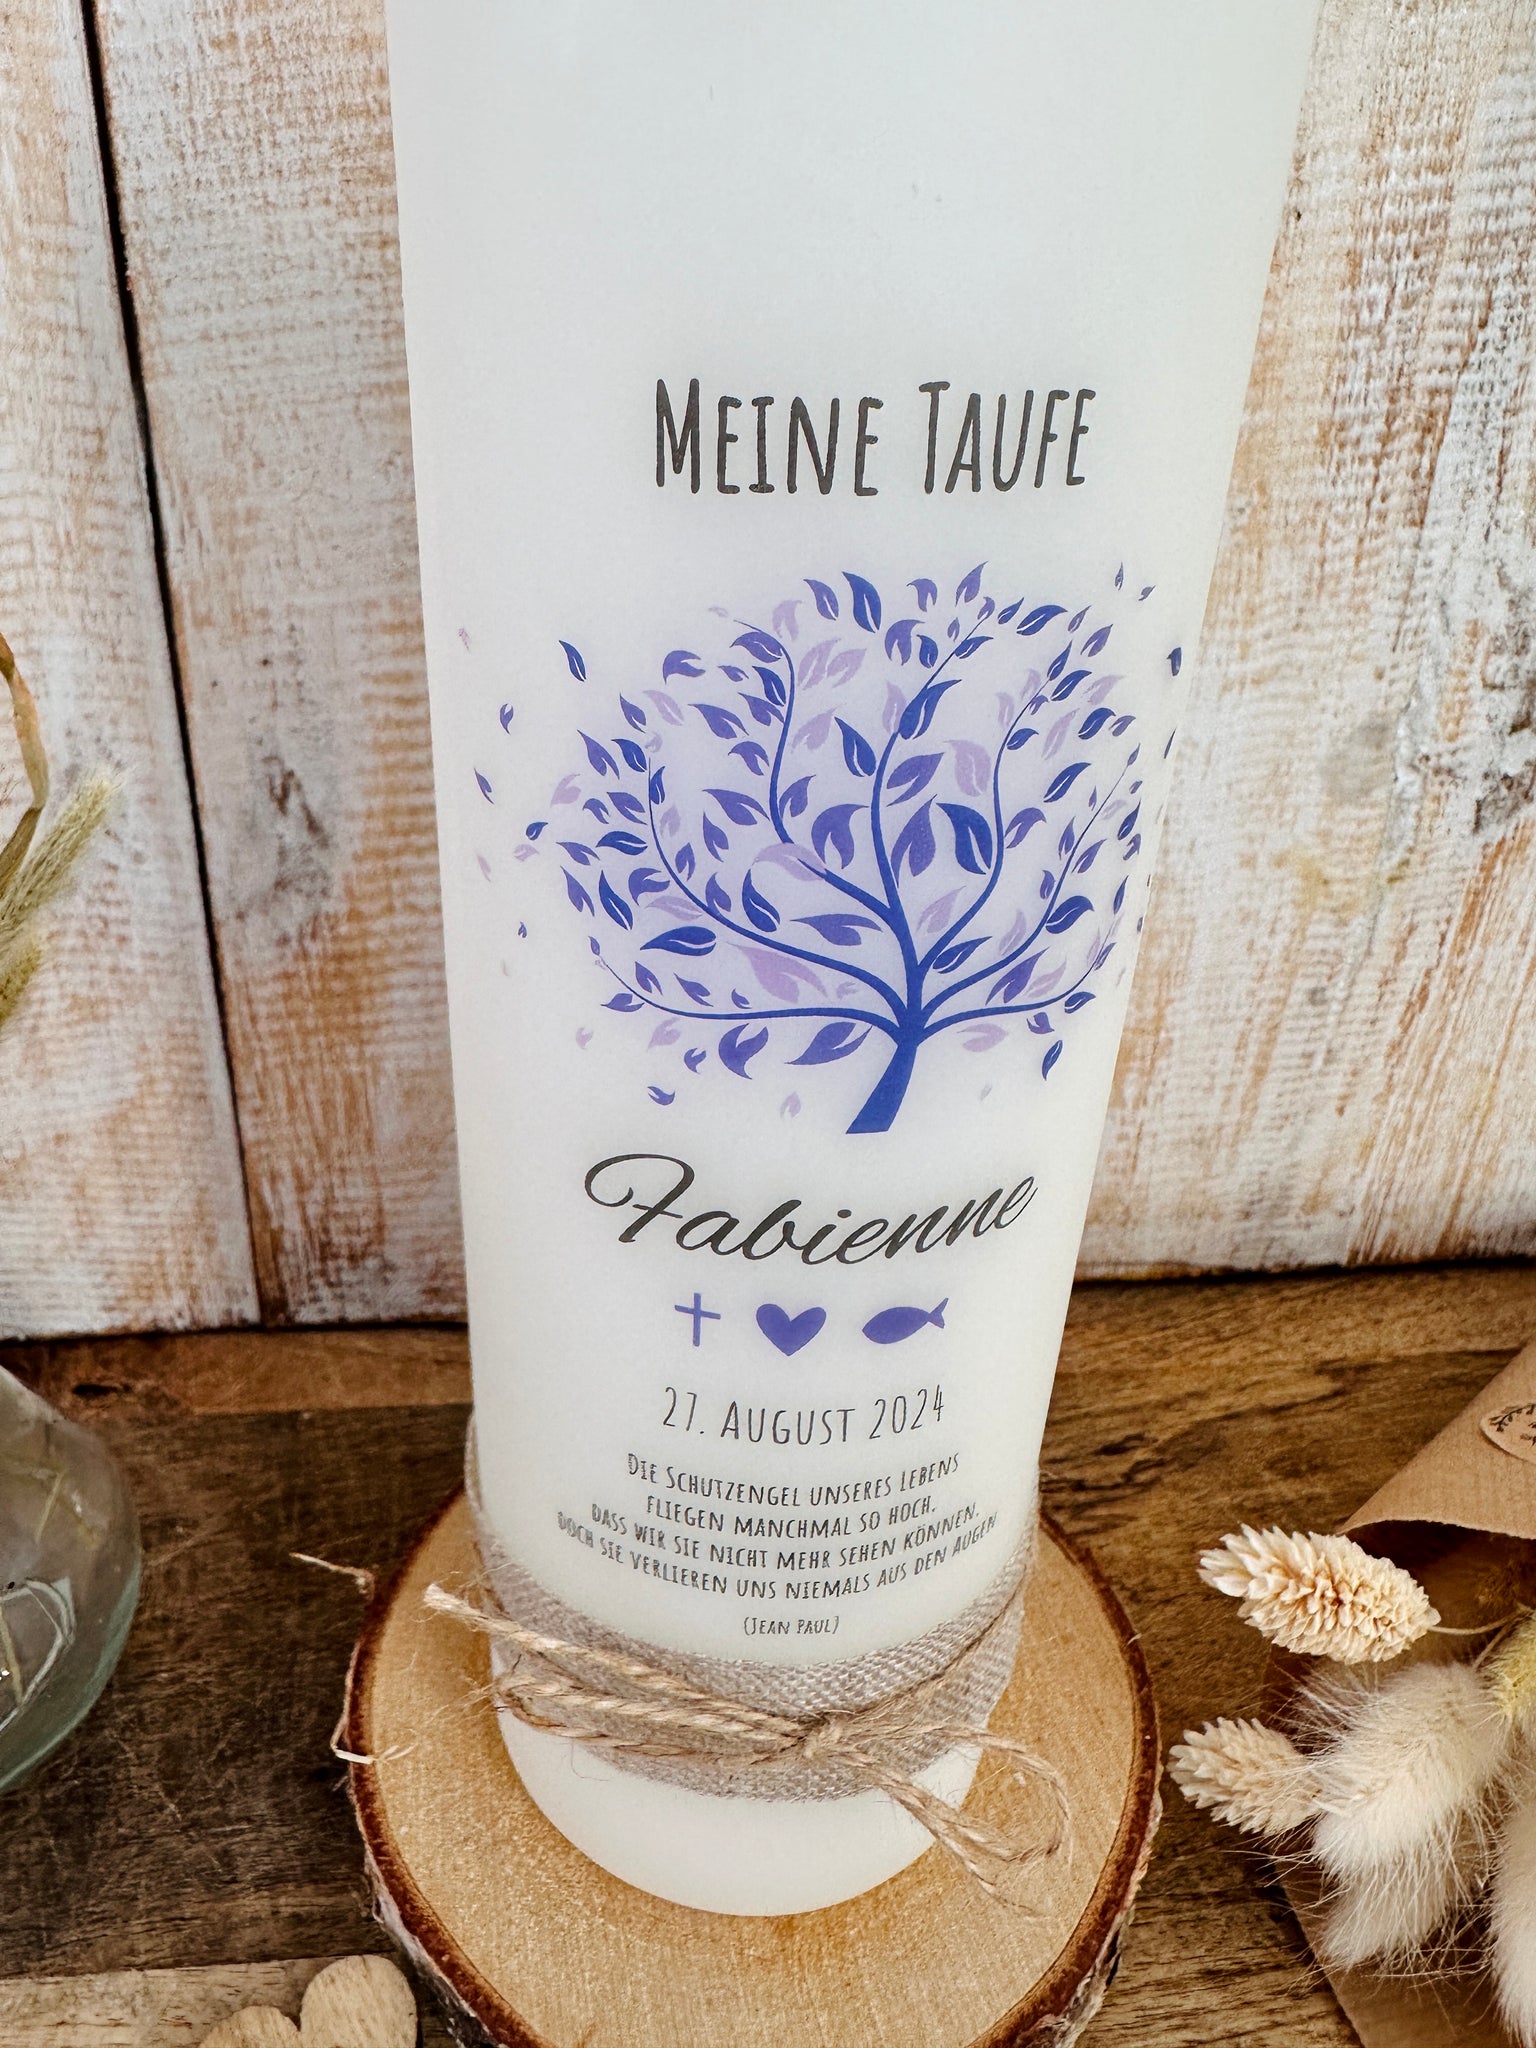 Meine Taufe
Fabienne
27. August 2024
Die Schutzengel unseres Lebens
fliegen manchmal so hoch,
dass wir sie nicht mehr sehen können,
doch sie verlieren uns niemals aus den Augen
(Jean Paul)